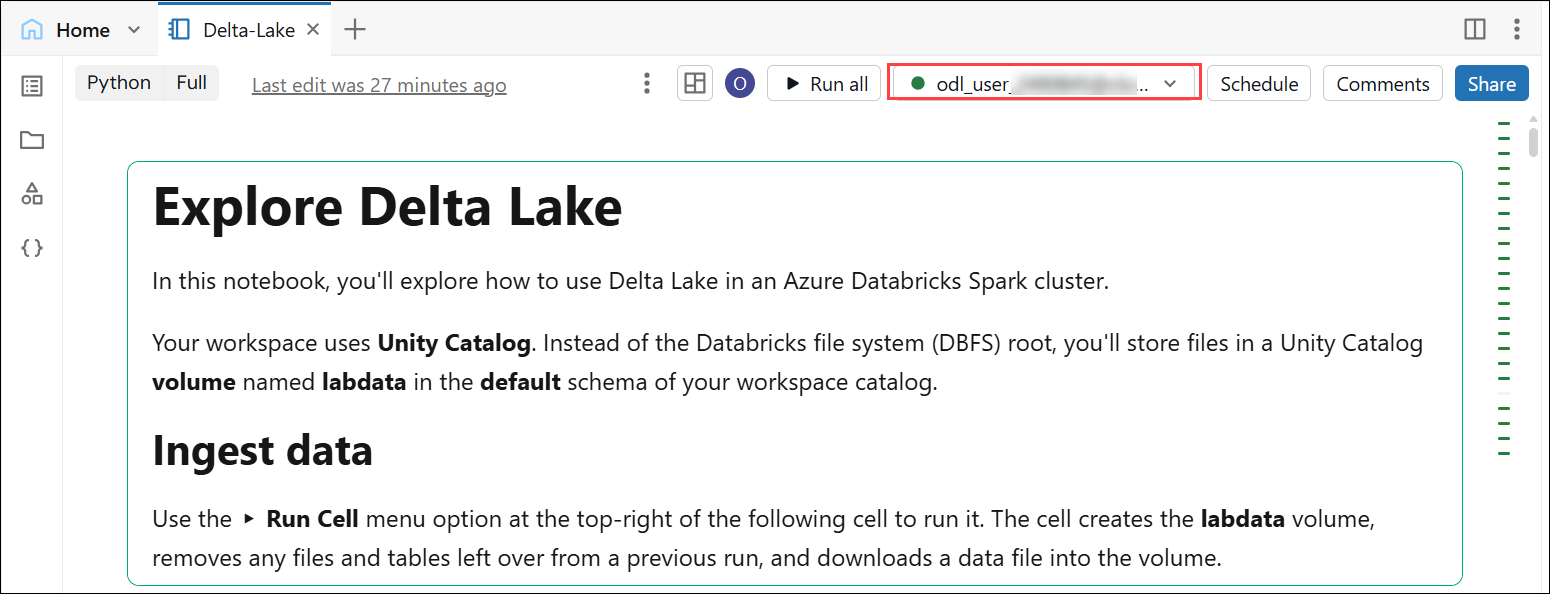 Home
Delta-Lake
Python Full Last edit was 27 minutes ago O Run all odl_user_ ... Schedule Comments Share
Explore Delta Lake
In this notebook, you'll explore how to use Delta Lake in an Azure Databricks Spark cluster.
Your workspace uses Unity Catalog. Instead of the Databricks file system (DBFS) root, you'll store files in a Unity Catalog
volume named labdata in the default schema of your workspace catalog.
Ingest data
Use the ▸ Run Cell menu option at the top-right of the following cell to run it. The cell creates the labdata volume,
removes any files and tables left over from a previous run, and downloads a data file into the volume.